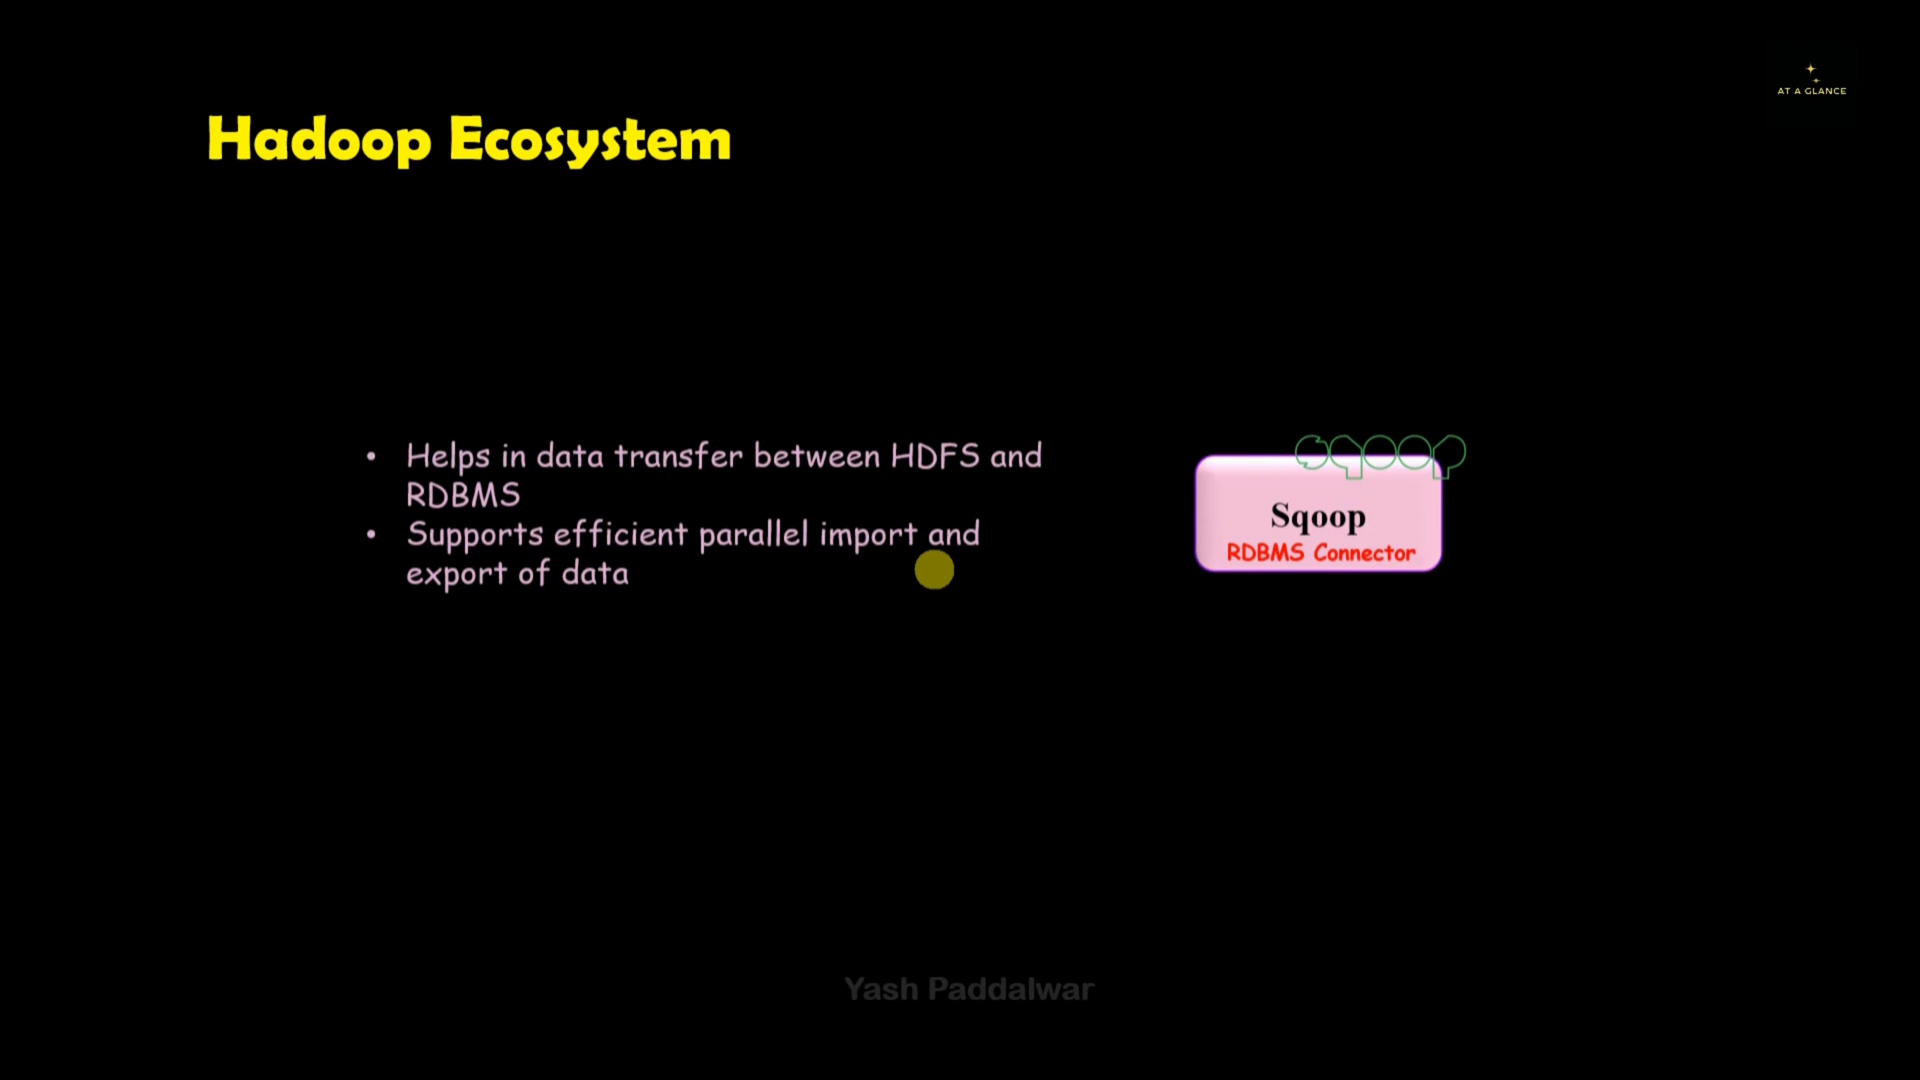 AT A GLANCE
Hadoop Ecosystem
• Helps in data transfer between HDFS and
RDBMS
• Supports efficient parallel import and
export of data
sqoop
Sqoop
RDBMS Connector
Yash Paddalwar